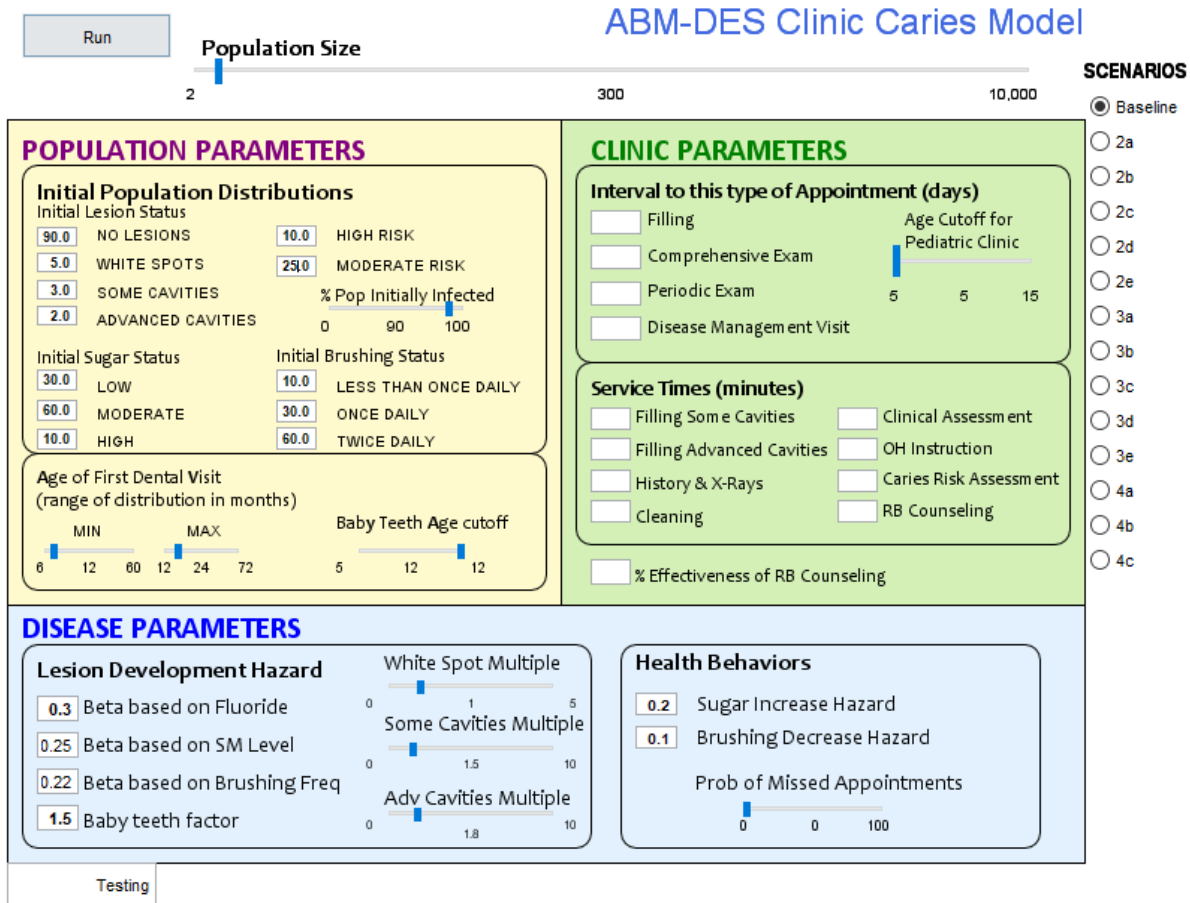 Run
ABM-DES Clinic Caries Model
Population Size
2 300 10,000
SCENARIOS
Baseline
2a
2b
2c
2d
2e
3a
3b
3c
3d
3e
4a
4b
4c
POPULATION PARAMETERS
Initial Population Distributions
Initial Lesion Status
90.0 NO LESIONS
5.0 WHITE SPOTS
3.0 SOME CAVITIES
2.0 ADVANCED CAVITIES
10.0 HIGH RISK
25.0 MODERATE RISK
% Pop Initially Infected
0 90 100
Initial Sugar Status
30.0 LOW
60.0 MODERATE
10.0 HIGH
Initial Brushing Status
10.0 LESS THAN ONCE DAILY
30.0 ONCE DAILY
60.0 TWICE DAILY
Age of First Dental Visit
(range of distribution in months)
MIN
6 12 60
MAX
12 24 72
Baby Teeth Age cutoff
5 12 12
CLINIC PARAMETERS
Interval to this type of Appointment (days)
Filling
Comprehensive Exam
Periodic Exam
Disease Management Visit
Age Cutoff for
Pediatric Clinic
5 5 15
Service Times (minutes)
Filling Some Cavities
Filling Advanced Cavities
History & X-Rays
Cleaning
Clinical Assessment
OH Instruction
Caries Risk Assessment
RB Counseling
% Effectiveness of RB Counseling
DISEASE PARAMETERS
Lesion Development Hazard
0.3 Beta based on Fluoride
0.25 Beta based on SM Level
0.22 Beta based on Brushing Freq
1.5 Baby teeth factor
White Spot Multiple
0 1 5
Some Cavities Multiple
0 1.5 10
Adv Cavities Multiple
0 1.8 10
Health Behaviors
0.2 Sugar Increase Hazard
0.1 Brushing Decrease Hazard
Prob of Missed Appointments
0 0 100
Testing